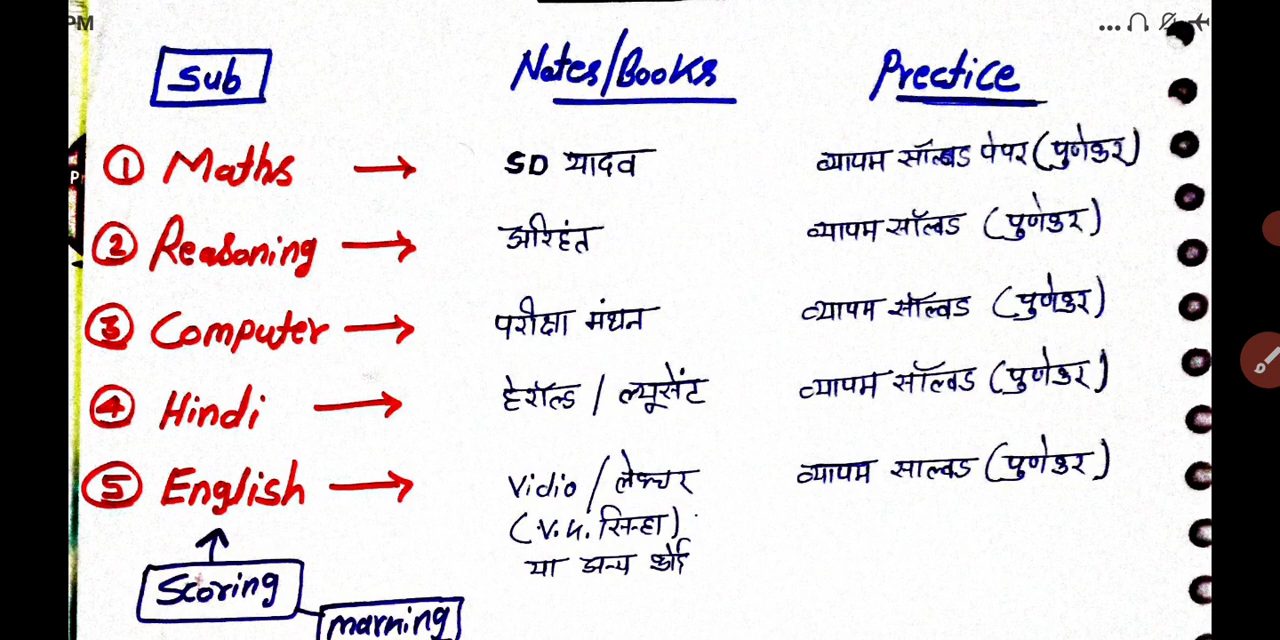 PM
Sub Notes/Books Prectice
① Maths → SD यादव व्यापम सॉल्वड पेपर (पुणेकर)
② Reasoning → अरिहंत व्यापम सॉल्वड (पुणेकर)
③ Computer → परीक्षा मंथन व्यापम सॉल्वड (पुणेकर)
④ Hindi → हेरॉल्ड / ल्यूसेंट व्यापम सॉल्वड (पुणेकर)
⑤ English → Vidio / लेक्चर व्यापम साल्वड (पुणेकर)
सिन्हा)
या अन्य कोई
Scoring
marning